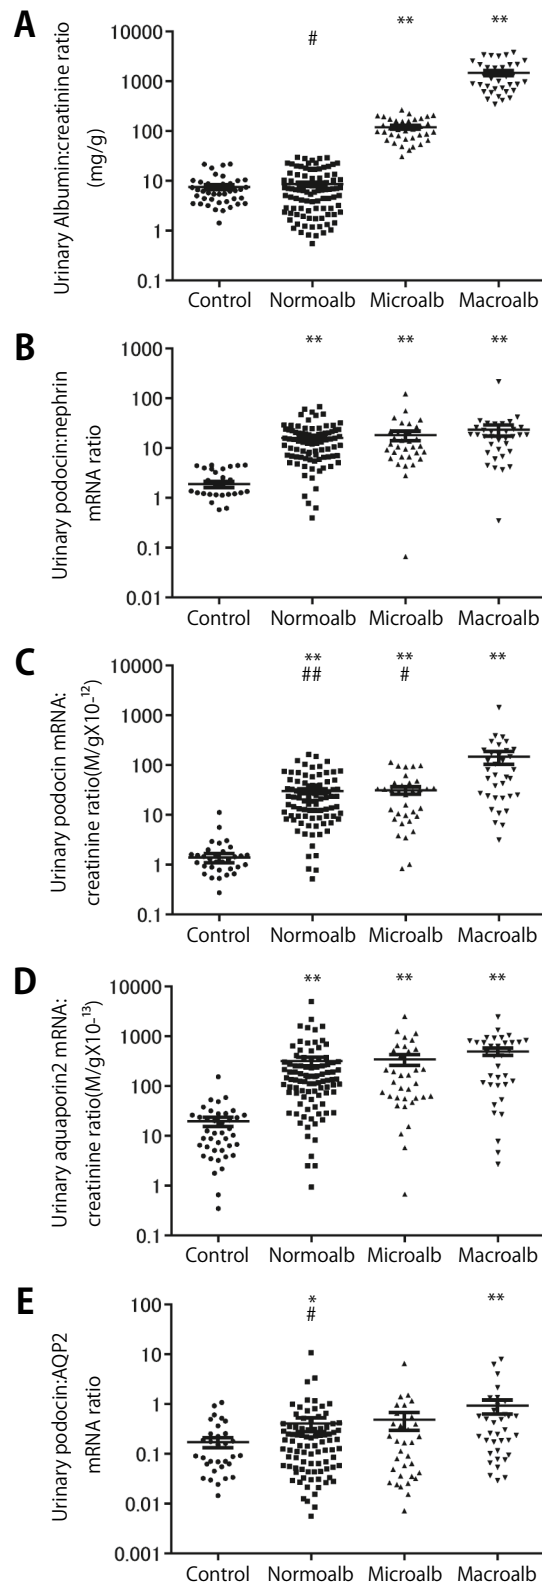 A
Urinary Albumin:creatinine ratio
(mg/g)
10000
1000
100
10
1
0.1
#
**
**
Control
Normoalb
Microalb
Macroalb
B
Urinary podocin:nephrin
mRNA ratio
1000
100
10
1
0.1
0.01
**
**
**
Control
Normoalb
Microalb
Macroalb
C
Urinary podocin mRNA:
creatinine ratio(M/gX10⁻¹²)
10000
1000
100
10
1
0.1
**
##
**
#
**
Control
Normoalb
Microalb
Macroalb
D
Urinary aquaporin2 mRNA:
creatinine ratio(M/gX10⁻¹³)
10000
1000
100
10
1
0.1
**
**
**
Control
Normoalb
Microalb
Macroalb
E
Urinary podocin:AQP2
mRNA ratio
100
10
1
0.1
0.01
0.001
*
#
**
Control
Normoalb
Microalb
Macroalb